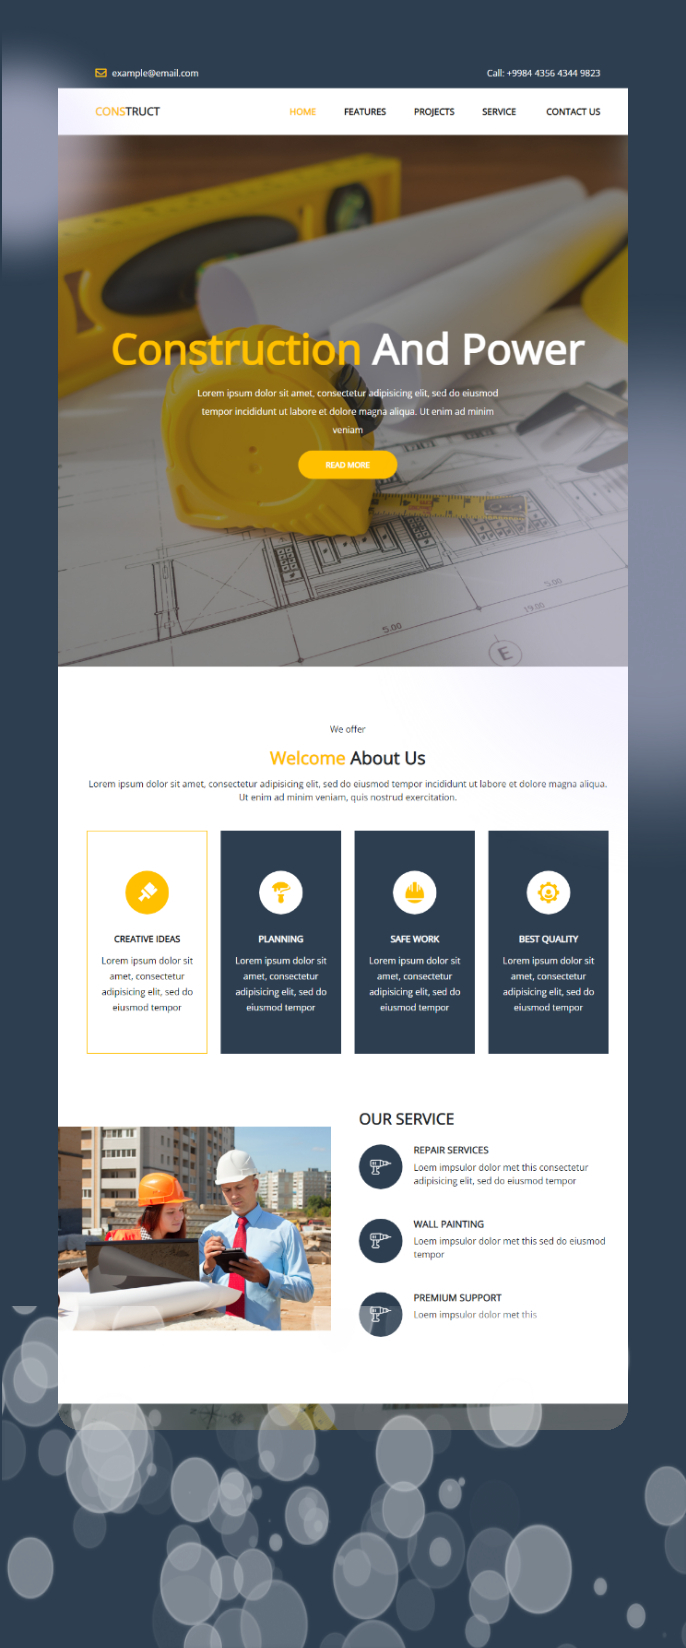 example@email.com
Call: +9984 4356 4344 9823
CONSTRUCT
HOME
FEATURES
PROJECTS
SERVICE
CONTACT US
Construction And Power
Lorem ipsum dolor sit amet, consectetur adipisicing elit, sed do eiusmod
tempor incididunt ut labore et dolore magna aliqua. Ut enim ad minim
veniam
READ MORE
5.00
19.00
5.00
E
We offer
Welcome About Us
Lorem ipsum dolor sit amet, consectetur adipisicing elit, sed do eiusmod tempor incididunt ut labore et dolore magna aliqua.
Ut enim ad minim veniam, quis nostrud exercitation.
CREATIVE IDEAS
Lorem ipsum dolor sit
amet, consectetur
adipisicing elit, sed do
eiusmod tempor
PLANNING
Lorem ipsum dolor sit
amet, consectetur
adipisicing elit, sed do
eiusmod tempor
SAFE WORK
Lorem ipsum dolor sit
amet, consectetur
adipisicing elit, sed do
eiusmod tempor
BEST QUALITY
Lorem ipsum dolor sit
amet, consectetur
adipisicing elit, sed do
eiusmod tempor
OUR SERVICE
REPAIR SERVICES
Loem impsulor dolor met this consectetur
adipisicing elit, sed do eiusmod tempor
WALL PAINTING
Loem impsulor dolor met this sed do eiusmod
tempor
PREMIUM SUPPORT
Loem impsulor dolor met this